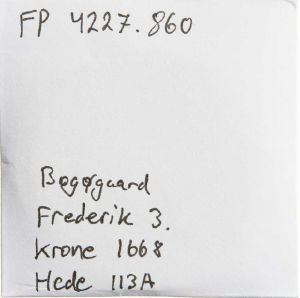 FP 4227.860
Bøgøgaard
Frederik 3.
Krone 1668
Hede 113A